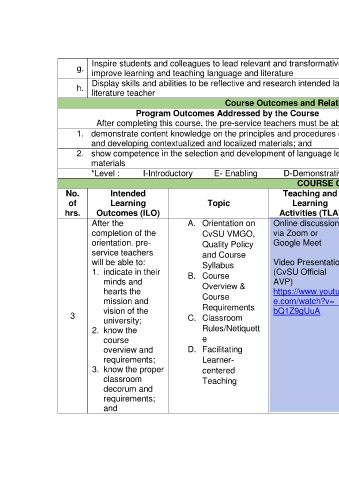 g. Inspire students and colleagues to lead relevant and transformative
improve learning and teaching language and literature
h. Display skills and abilities to be reflective and research intended la
literature teacher
Course Outcomes and Relat
Program Outcomes Addressed by the Course
After completing this course, the pre-service teachers must be ab
1. demonstrate content knowledge on the principles and procedures
and developing contextualized and localized materials; and
2. show competence in the selection and development of language le
materials
*Level : I-Introductory E- Enabling D-Demonstrativ
COURSE C
No.
of
hrs.
Intended
Learning
Outcomes (ILO)
Topic
Teaching and
Learning
Activities (TLA
3
After the
completion of the
orientation. pre-
service teachers
will be able to:
1. indicate in their
minds and
hearts the
mission and
vision of the
university;
2. know the
course
overview and
requirements;
3. know the proper
classroom
decorum and
requirements;
and
A. Orientation on
CvSU VMGO,
Quality Policy
and Course
Syllabus
B. Course
Overview &
Course
Requirements
C. Classroom
Rules/Netiquett
e
D. Facilitating
Learner-
centered
Teaching
Online discussion
via Zoom or
Google Meet
Video Presentatio
(CvSU Official
AVP)
https://www.youtu
e.com/watch?v=
bQ1Z9gUuA